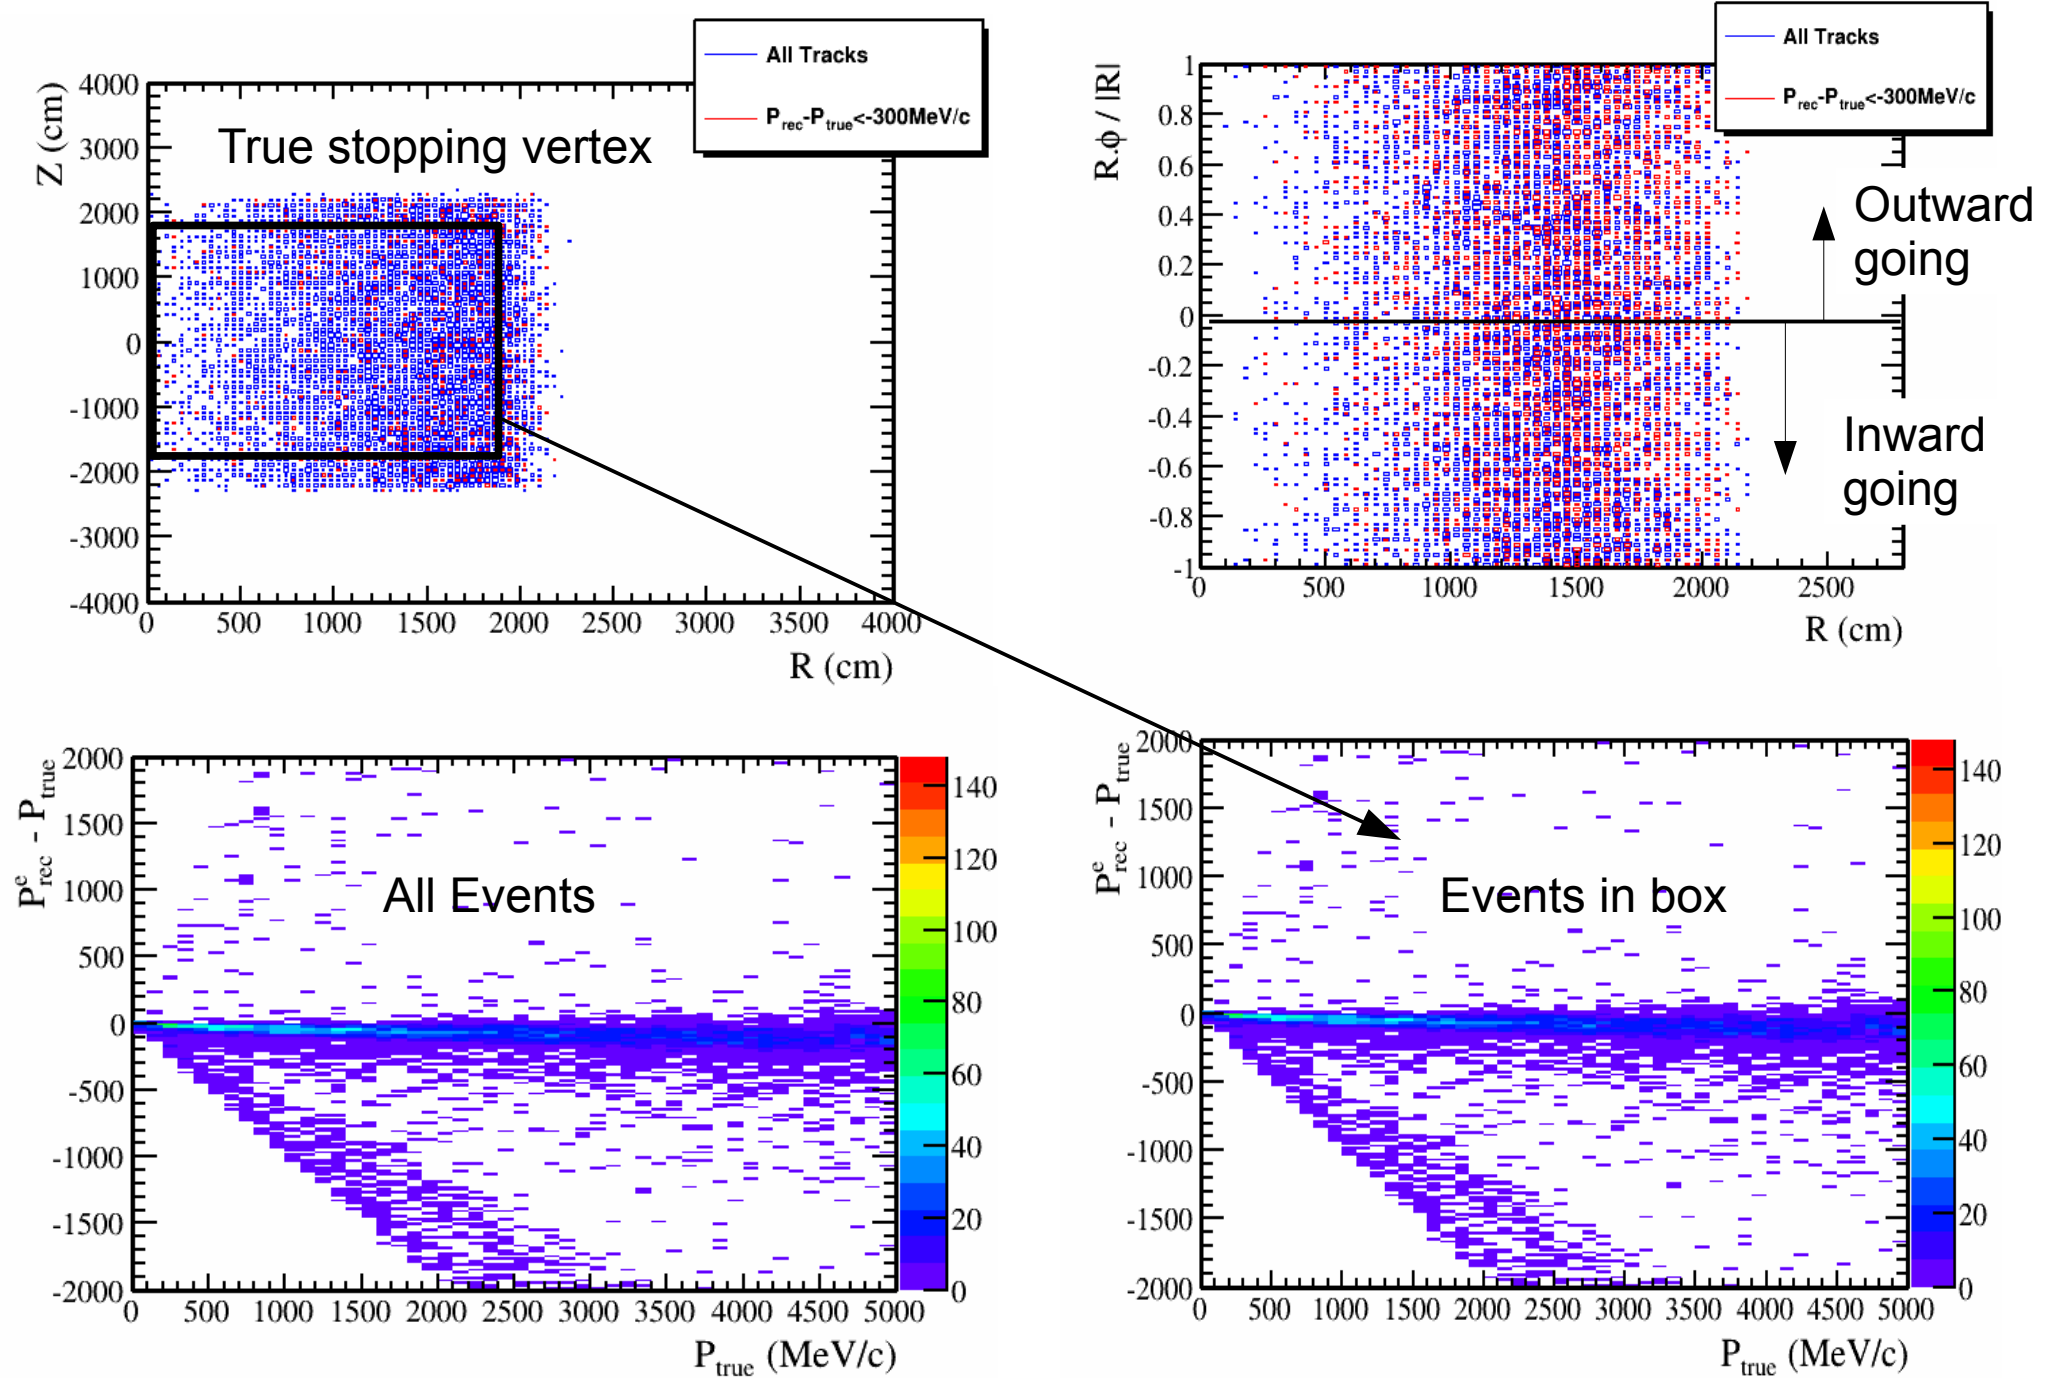 All Tracks
P_rec-P_true<-300MeV/c
Z (cm)
4000
3000
2000
1000
0
-1000
-2000
-3000
-4000
True stopping vertex
0 500 1000 1500 2000 2500 3000 3500 4000
R (cm)
All Tracks
P_rec-P_true<-300MeV/c
R.ϕ / |R|
1
0.8
0.6
0.4
0.2
0
-0.2
-0.4
-0.6
-0.8
-1
Outward
going
Inward
going
0 500 1000 1500 2000 2500
R (cm)
P^e_rec - P_true
2000
1500
1000
500
0
-500
-1000
-1500
-2000
All Events
140
120
100
80
60
40
20
0
0 500 1000 1500 2000 2500 3000 3500 4000 4500 5000
P_true (MeV/c)
P^e_rec - P_true
2000
1500
1000
500
0
-500
-1000
-1500
-2000
Events in box
140
120
100
80
60
40
20
0
0 500 1000 1500 2000 2500 3000 3500 4000 4500 5000
P_true (MeV/c)